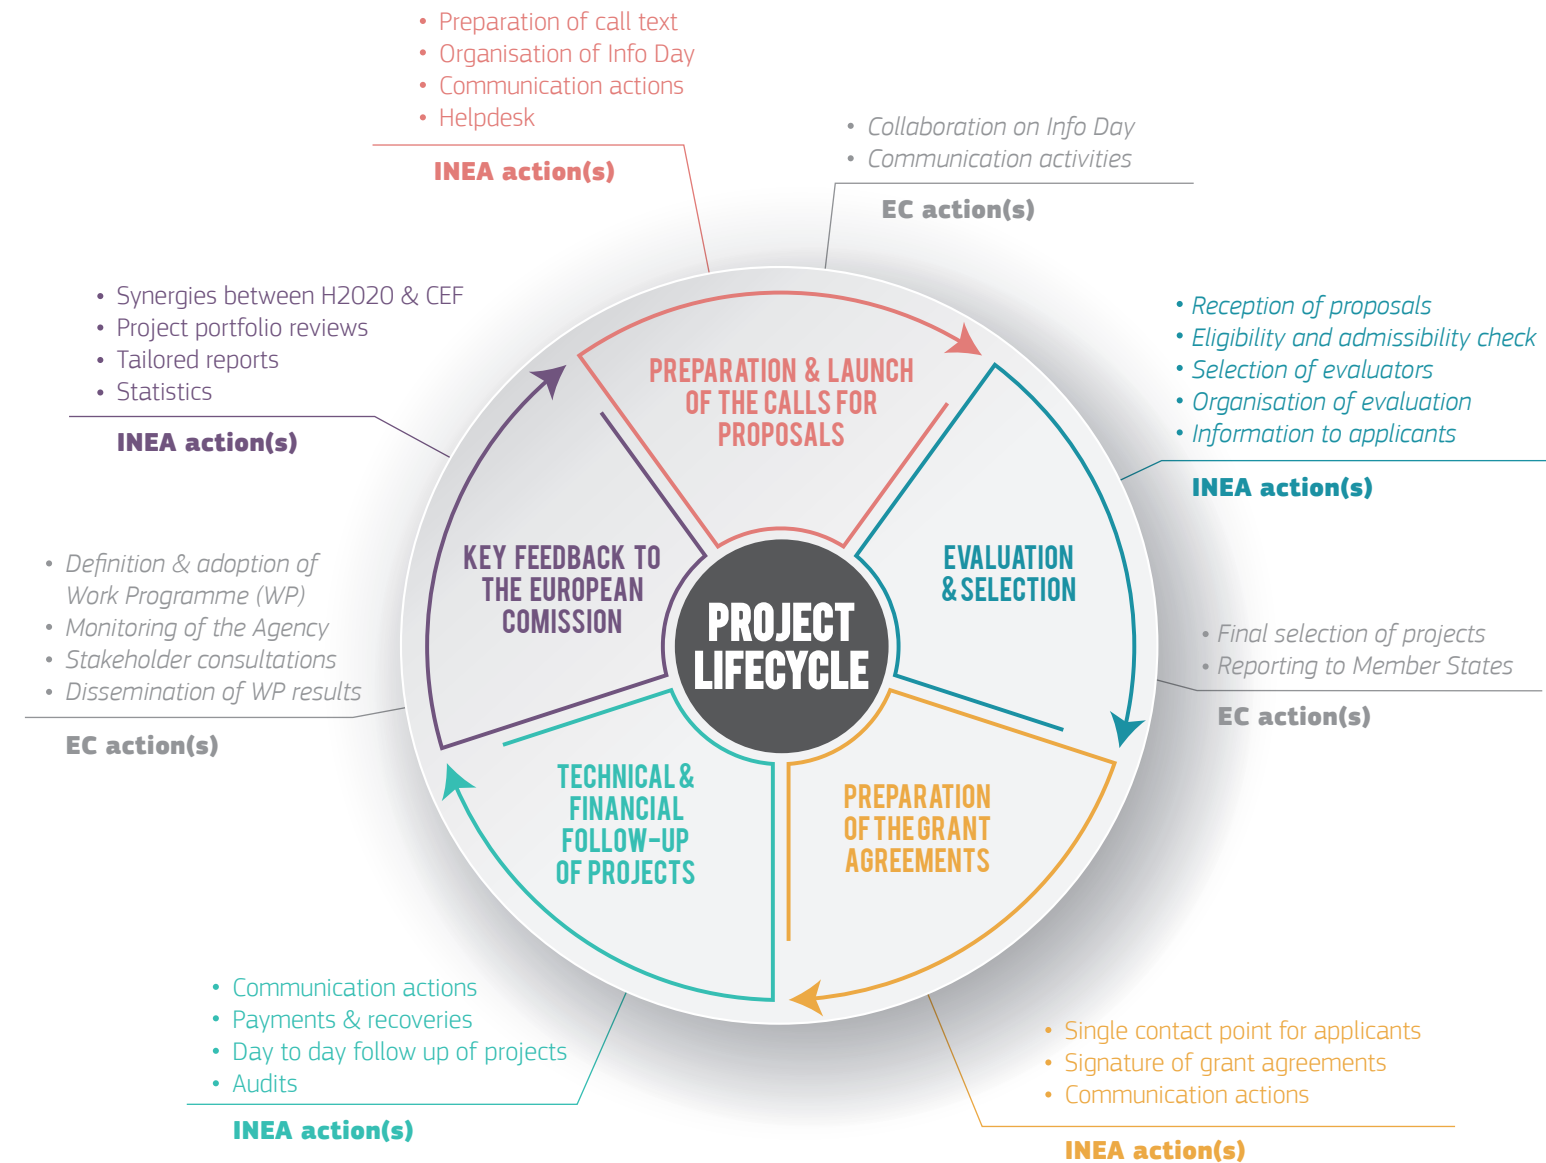 • Preparation of call text
• Organisation of Info Day
• Communication actions
• Helpdesk
INEA action(s)
• Collaboration on Info Day
• Communication activities
EC action(s)
• Synergies between H2020 & CEF
• Project portfolio reviews
• Tailored reports
• Statistics
INEA action(s)
• Reception of proposals
• Eligibility and admissibility check
• Selection of evaluators
• Organisation of evaluation
• Information to applicants
INEA action(s)
PREPARATION & LAUNCH
OF THE CALLS FOR
PROPOSALS
KEY FEEDBACK TO
THE EUROPEAN
COMISSION
EVALUATION
& SELECTION
PROJECT
LIFECYCLE
• Definition & adoption of
Work Programme (WP)
• Monitoring of the Agency
• Stakeholder consultations
• Dissemination of WP results
EC action(s)
• Final selection of projects
• Reporting to Member States
EC action(s)
TECHNICAL &
FINANCIAL
FOLLOW-UP
OF PROJECTS
PREPARATION
OF THE GRANT
AGREEMENTS
• Communication actions
• Payments & recoveries
• Day to day follow up of projects
• Audits
INEA action(s)
• Single contact point for applicants
• Signature of grant agreements
• Communication actions
INEA action(s)